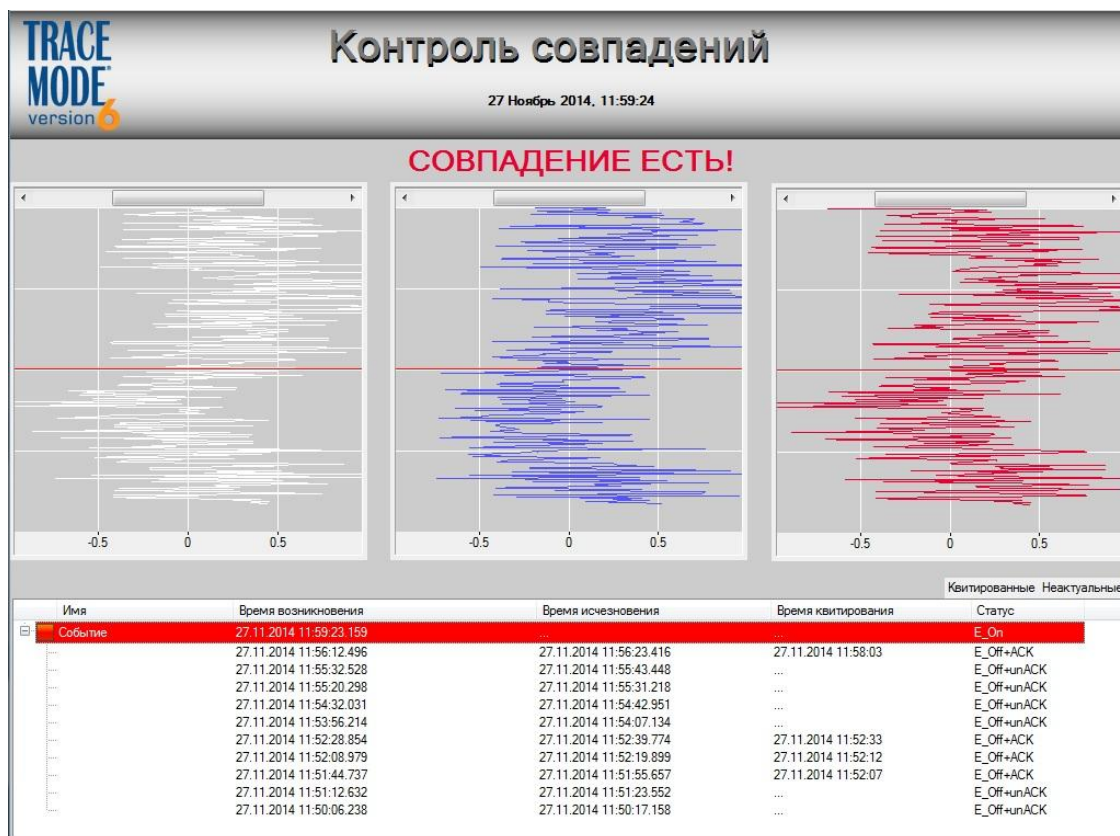 TRACE
MODE
version 6
Контроль совпадений
27 Ноябрь 2014, 11:59:24
СОВПАДЕНИЕ ЕСТЬ!
-0.5 0 0.5
-0.5 0 0.5
-0.5 0 0.5
Квитированные Неактуальные
Имя Время возникновения Время исчезновения Время квитирования Статус
Событие 27.11.2014 11:59:23.159 ... ... E_On
27.11.2014 11:56:12.496 27.11.2014 11:56:23.416 27.11.2014 11:58:03 E_Off+ACK
27.11.2014 11:55:32.528 27.11.2014 11:55:43.448 ... E_Off+unACK
27.11.2014 11:55:20.298 27.11.2014 11:55:31.218 ... E_Off+unACK
27.11.2014 11:54:32.031 27.11.2014 11:54:42.951 ... E_Off+unACK
27.11.2014 11:53:56.214 27.11.2014 11:54:07.134 ... E_Off+unACK
27.11.2014 11:52:28.854 27.11.2014 11:52:39.774 27.11.2014 11:52:33 E_Off+ACK
27.11.2014 11:52:08.979 27.11.2014 11:52:19.899 27.11.2014 11:52:12 E_Off+ACK
27.11.2014 11:51:44.737 27.11.2014 11:51:55.657 27.11.2014 11:52:07 E_Off+ACK
27.11.2014 11:51:12.632 27.11.2014 11:51:23.552 ... E_Off+unACK
27.11.2014 11:50:06.238 27.11.2014 11:50:17.158 ... E_Off+unACK